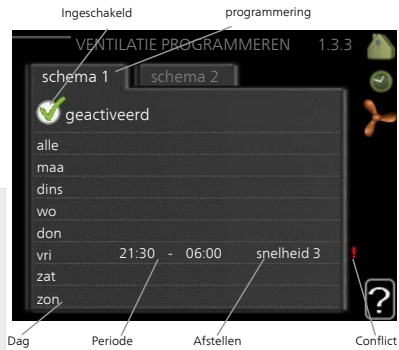 Ingeschakeld programmering
VENTILATIE PROGRAMMEREN 1.3.3
schema 1 schema 2
geactiveerd
alle
maa
dins
wo
don
vri 21:30 - 06:00 snelheid 3 !
zat
zon
?
Dag Periode Afstellen Conflict